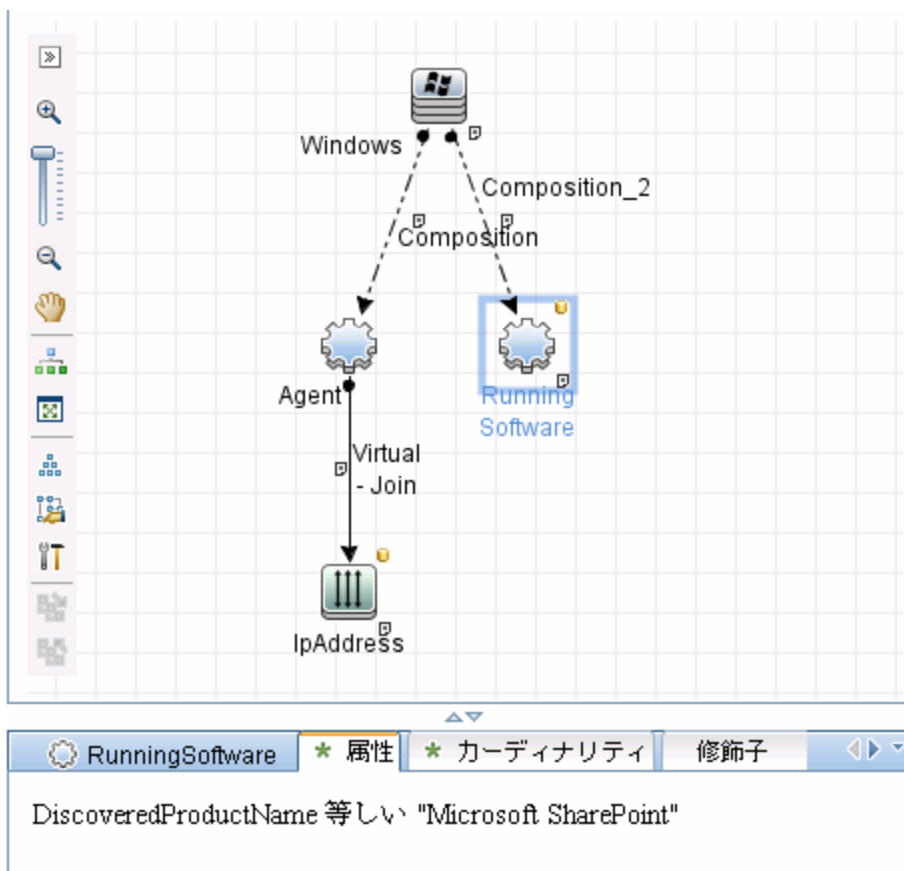 Windows
Composition_2
Composition
Agent
Running
Software
Virtual
- Join
IpAddress
RunningSoftware
* 属性
* カーディナリティ
修飾子
DiscoveredProductName 等しい "Microsoft SharePoint"